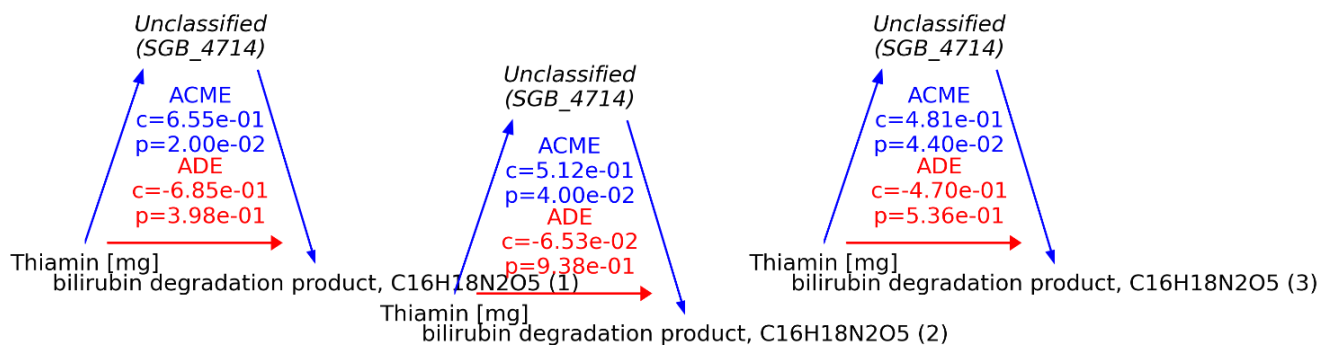 Unclassified
(SGB_4714)
ACME
c=6.55e-01
p=2.00e-02
ADE
c=-6.85e-01
p=3.98e-01
Thiamin [mg]
bilirubin degradation product, C16H18N2O5 (1)
Unclassified
(SGB_4714)
ACME
c=5.12e-01
p=4.00e-02
ADE
c=-6.53e-02
p=9.38e-01
Thiamin [mg]
bilirubin degradation product, C16H18N2O5 (2)
Unclassified
(SGB_4714)
ACME
c=4.81e-01
p=4.40e-02
ADE
c=-4.70e-01
p=5.36e-01
Thiamin [mg]
bilirubin degradation product, C16H18N2O5 (3)